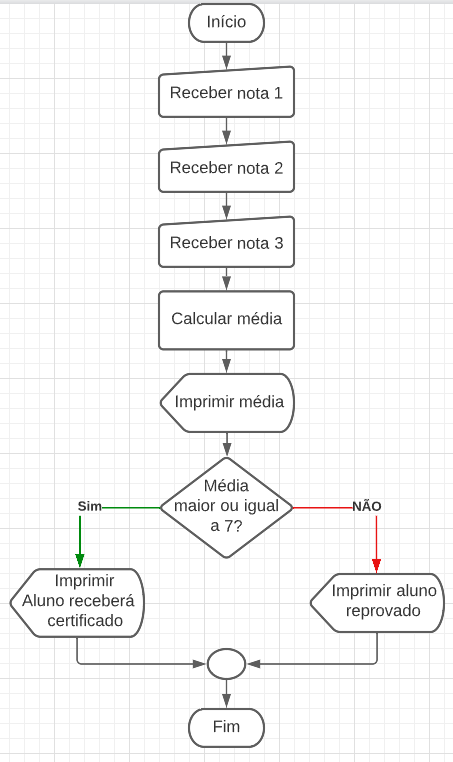 Início
Receber nota 1
Receber nota 2
Receber nota 3
Calcular média
Imprimir média
Média
maior ou igual
a 7?
Sim
NÃO
Imprimir
Aluno receberá
certificado
Imprimir aluno
reprovado
Fim